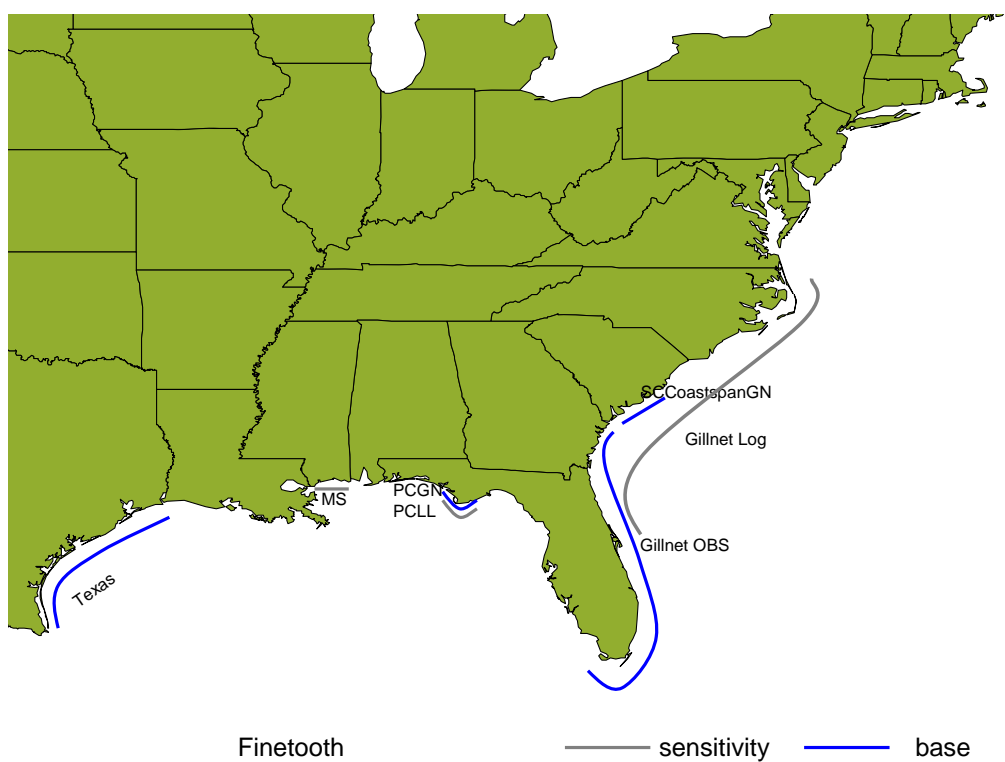 SCCoastspanGN
Gillnet Log
PCGN
MS
PCLL
Gillnet OBS
Texas
Finetooth
sensitivity
base